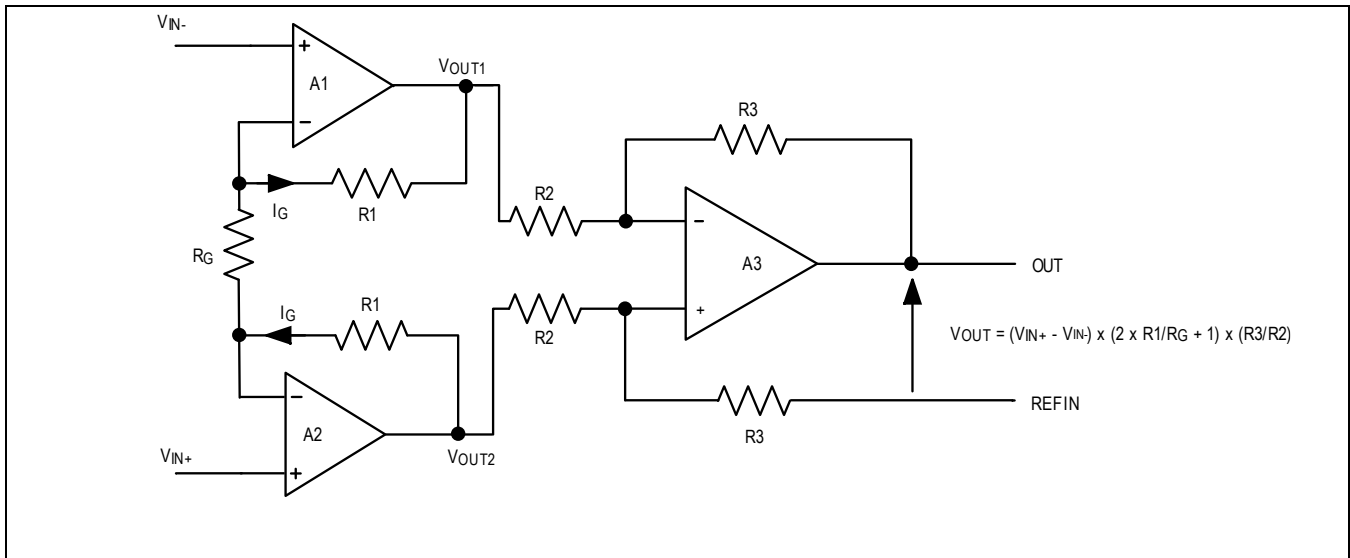 VIN-
+
A1
−
VOUT1
IG
R1
RG
R3
R2
−
A3
+
OUT
IG
R1
R2
VOUT = (VIN+ - VIN-) x (2 x R1/RG + 1) x (R3/R2)
REFIN
R3
−
A2
+
VOUT2
VIN+